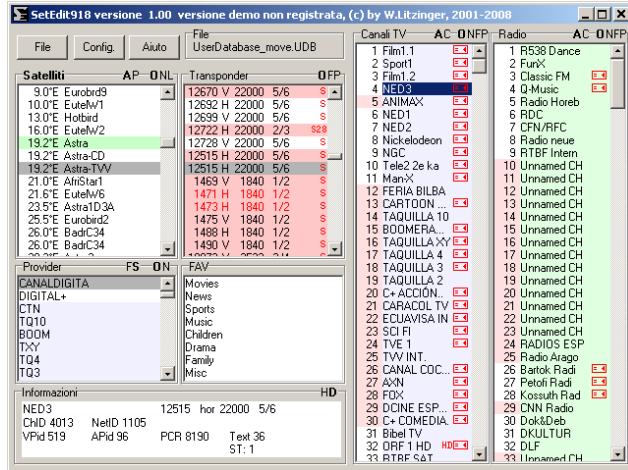 SetEdit918 versione 1.00 versione demo non registrata, (c) by W.Litzinger, 2001-2008
File Config. Aiuto
File
UserDatabase_move.UDB
Satelliti AP ONL
9.0°E Eurobrd9
10.0°E EutelW1
13.0°E Hotbird
16.0°E EutelW2
19.2°E Astra
19.2°E Astra-CD
19.2°E Astra-TVV
21.0°E AfriStar1
21.6°E EutelW6
23.5°E Astra1D3A
25.5°E Eurobird2
26.0°E BadrC34
26.0°E BadrC34
Transponder OFP
12670 V 22000 5/6 S
12692 H 22000 5/6 S
12699 V 22000 5/6 S
12722 H 22000 2/3 S28
12728 V 22000 5/6 S
12515 H 22000 5/6 S
12515 H 22000 5/6 S
1469 V 1840 1/2 S
1471 H 1840 1/2 S
1473 H 1840 1/2 S
1475 V 1840 1/2 S
1488 H 1840 1/2 S
1490 V 1840 1/2 S
Provider FS ON
CANALDIGITA
DIGITAL+
CTN
TQ10
BOOM
TXY
TQ4
TQ3
FAV
Movies
News
Sports
Music
Children
Drama
Family
Misc
Informazioni HD
NED3 12515 hor 22000 5/6
ChID 4013 NetID 1105
VPid 519 APid 96 PCR 8190 Text 36
ST: 1
Canali TV AC ONFP
1 Film1.1
2 Sport1
3 Film1.2
4 NED3
5 ANIMAX
6 NED1
7 NED2
8 Nickelodeon
9 NGC
10 Tele2 2e ka
11 Man-X
12 FERIA BILBA
13 CARTOON ...
14 TAQUILLA 10
15 BOOMERA...
16 TAQUILLA XY
17 TAQUILLA 4
18 TAQUILLA 3
19 TAQUILLA 2
20 C+ ACCIÓN..
21 CARACOL TV
22 ECUAVISA IN
23 SCI FI
24 TVE 1
25 TVV INT.
26 CANAL COC...
27 AXN
28 FOX
29 DCINE ESP...
30 C+ COMEDIA.
31 Bibel TV
32 ORF 1 HD HD
33 BTRF SAT
Radio AC ONFP
1 R538 Dance
2 FunX
3 Classic FM
4 Q-Music
5 Radio Horeb
6 RDC
7 CFN/RFC
8 Radio neue
9 RTBF Intern
10 Unnamed CH
11 Unnamed CH
12 Unnamed CH
13 Unnamed CH
14 Unnamed CH
15 Unnamed CH
16 Unnamed CH
17 Unnamed CH
18 Unnamed CH
19 Unnamed CH
20 Unnamed CH
21 Unnamed CH
22 Unnamed CH
23 Unnamed CH
24 RADIOS ESP
25 Radio Arago
26 Bartok Radi
27 Petofi Radi
28 Kossuth Rad
29 CNN Radio
30 Dok&Deb
31 DKULTUR
32 DLF
33 Unnamed CH